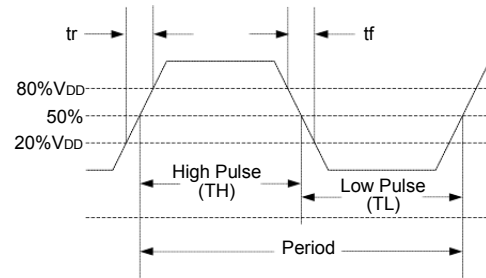 tr
tf
80%VDD
50%
20%VDD
High Pulse
(TH)
Low Pulse
(TL)
Period